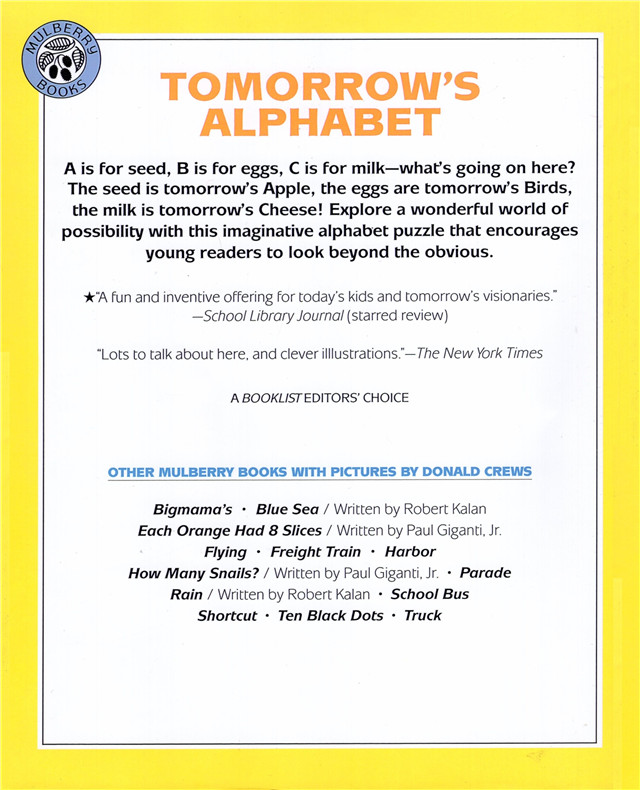 MULBERRY BOOKS
TOMORROW'S
ALPHABET
A is for seed, B is for eggs, C is for milk—what's going on here?
The seed is tomorrow's Apple, the eggs are tomorrow's Birds,
the milk is tomorrow's Cheese! Explore a wonderful world of
possibility with this imaginative alphabet puzzle that encourages
young readers to look beyond the obvious.
★“A fun and inventive offering for today's kids and tomorrow's visionaries.”
—School Library Journal (starred review)
“Lots to talk about here, and clever illlustrations.”—The New York Times
A BOOKLIST EDITORS' CHOICE
OTHER MULBERRY BOOKS WITH PICTURES BY DONALD CREWS
Bigmama's • Blue Sea / Written by Robert Kalan
Each Orange Had 8 Slices / Written by Paul Giganti, Jr.
Flying • Freight Train • Harbor
How Many Snails? / Written by Paul Giganti, Jr. • Parade
Rain / Written by Robert Kalan • School Bus
Shortcut • Ten Black Dots • Truck